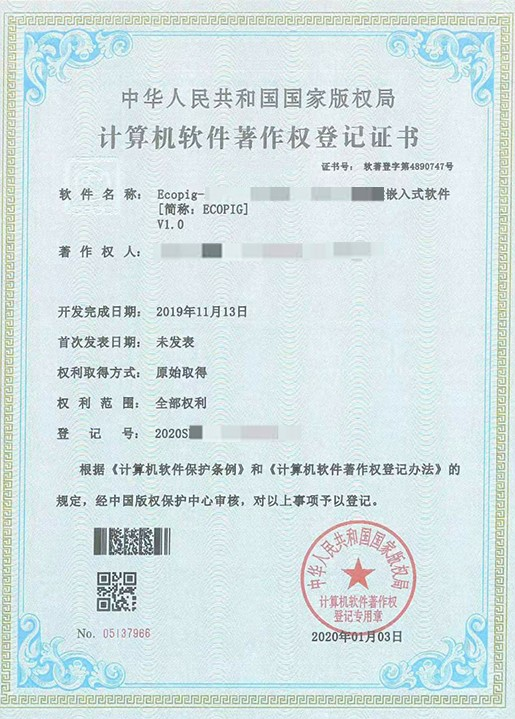 中华人民共和国国家版权局
计算机软件著作权登记证书
证书号： 软著登字第4890747号
软件名称： Ecopig- 嵌入式软件
[简称：ECOPIG]
V1.0
著作权人：
开发完成日期： 2019年11月13日
首次发表日期： 未发表
权利取得方式： 原始取得
权利范围： 全部权利
登记号： 2020S
根据《计算机软件保护条例》和《计算机软件著作权登记办法》的
规定，经中国版权保护中心审核，对以上事项予以登记。
中华人民共和国国家版权局
计算机软件著作权
登记专用章
No. 05137966
2020年01月03日